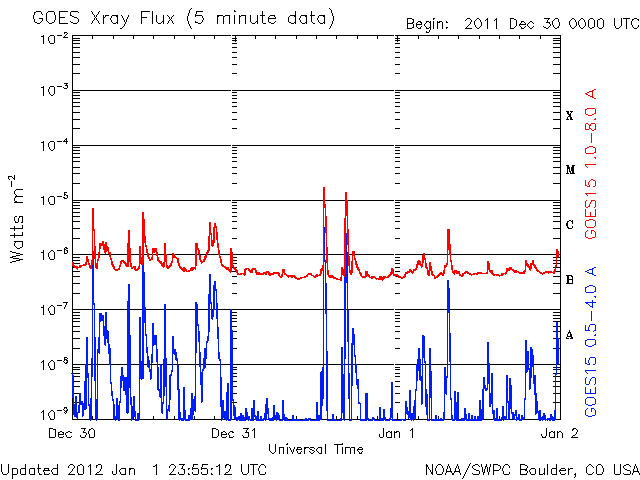 GOES Xray Flux (5 minute data)
Begin: 2011 Dec 30 0000 UTC
10⁻²
10⁻³
10⁻⁴
10⁻⁵
10⁻⁶
10⁻⁷
10⁻⁸
10⁻⁹
Watts m⁻²
X
M
C
B
A
GOES15 1.0-8.0 A
GOES15 0.5-4.0 A
Dec 30
Dec 31
Jan 1
Jan 2
Universal Time
Updated 2012 Jan 1 23:55:12 UTC
NOAA/SWPC Boulder, CO USA